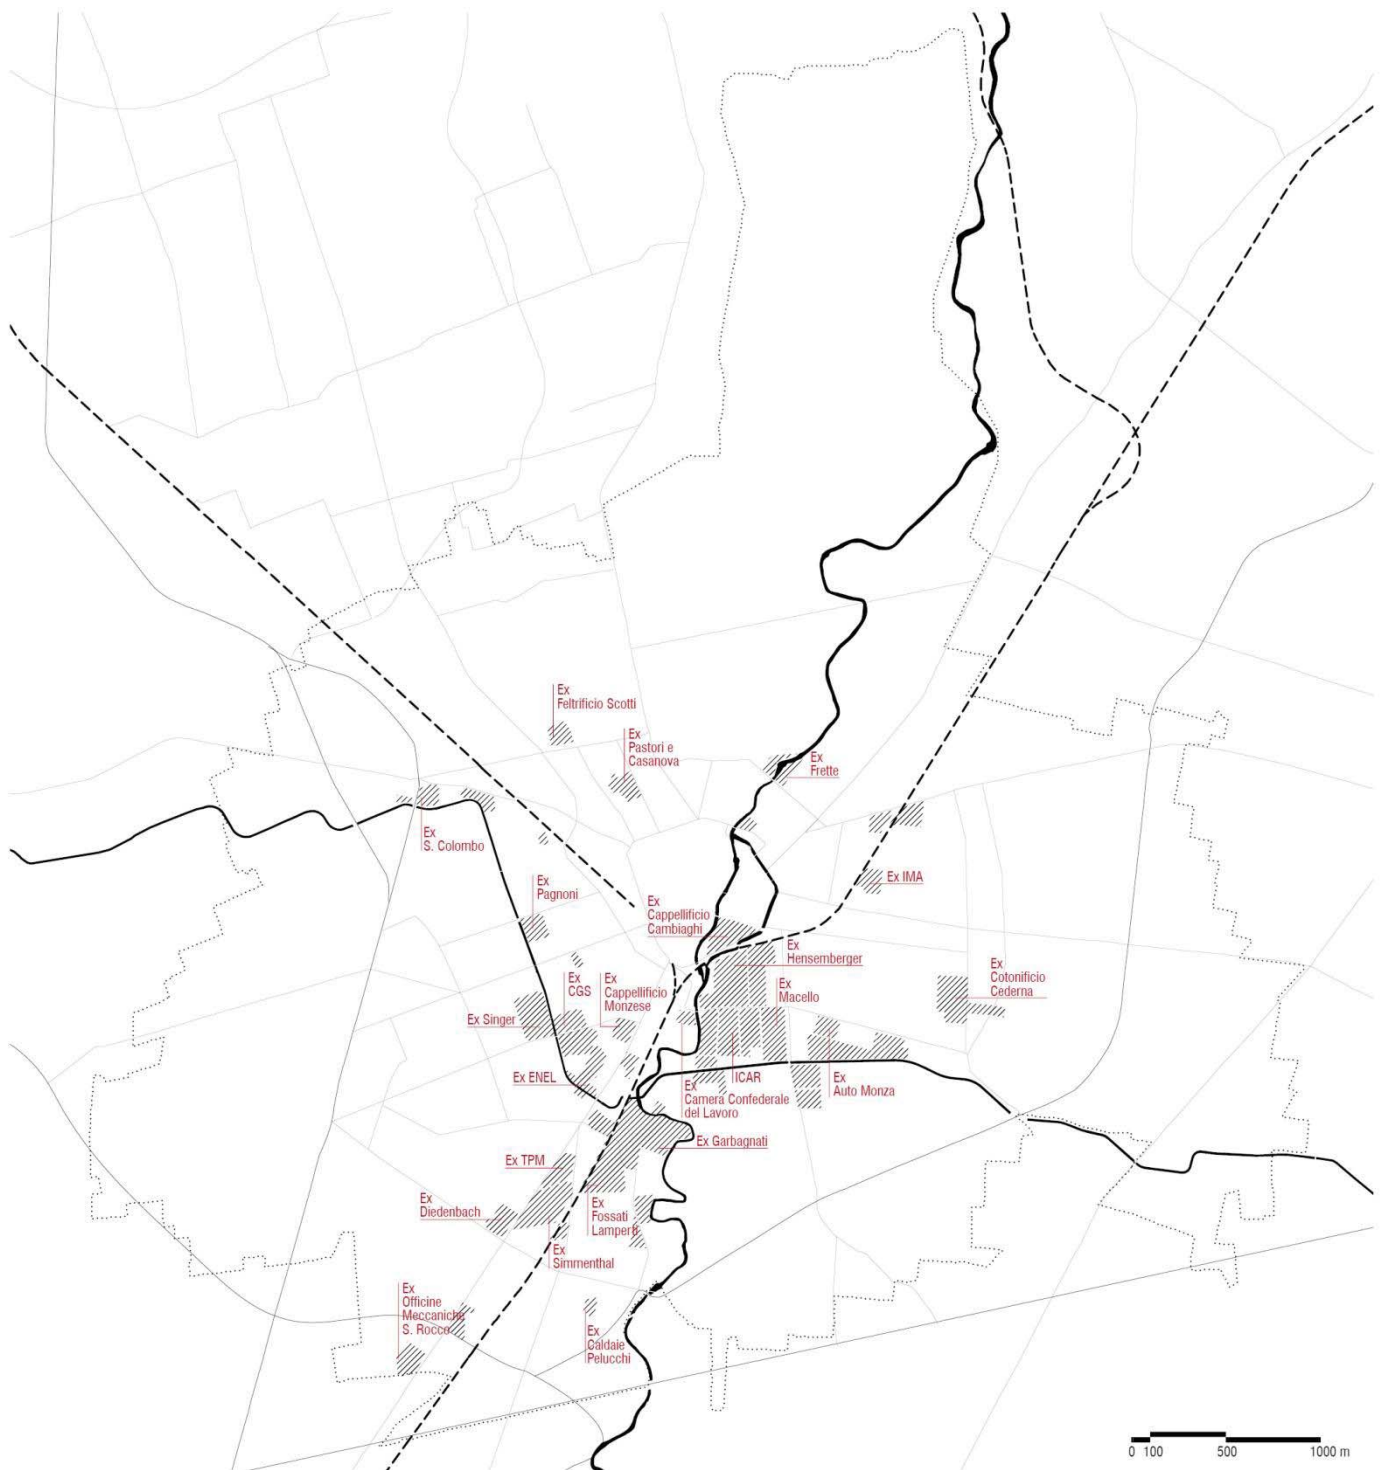 Ex
Feltrificio Scotti
Ex
Pastori e
Casanova
Ex
Frette
Ex
S. Colombo
Ex
Pagnoni
Ex IMA
Ex
Cappellificio
Cambiaghi
Ex
Hensemberger
Ex
CGS
Ex
Cappellificio
Monzese
Ex
Macello
Ex
Cotonificio
Cederna
Ex Singer
Ex ENEL
ICAR
Ex
Camera Confederale
del Lavoro
Ex
Auto Monza
Ex Garbagnati
Ex TPM
Ex
Diedenbach
Ex
Fossati
Lamperti
Ex
Simmenthal
Ex
Officine
Meccaniche
S. Rocco
Ex
Caldaie
Pelucchi
0 100 500 1000 m